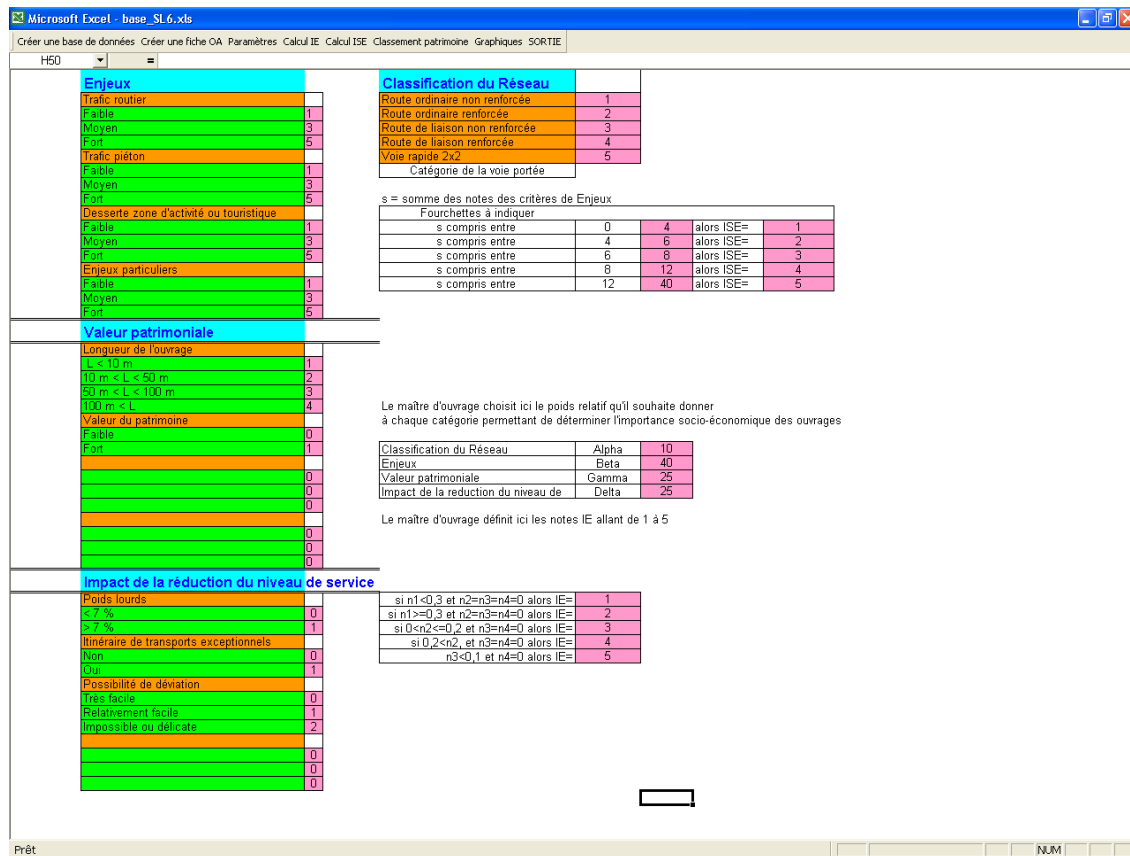 Microsoft Excel - base_SL6.xls
Créer une base de données Créer une fiche OA Paramètres Calcul IE Calcul ISE Classement patrimoine Graphiques SORTIE
H50 =
Enjeux
Trafic routier
Faible 1
Moyen 3
Fort 5
Trafic piéton
Faible 1
Moyen 3
Fort 5
Desserte zone d'activité ou touristique
Faible 1
Moyen 3
Fort 5
Enjeux particuliers
Faible 1
Moyen 3
Fort 5
Classification du Réseau
Route ordinaire non renforcée 1
Route ordinaire renforcée 2
Route de liaison non renforcée 3
Route de liaison renforcée 4
Voie rapide 2x2 5
Catégorie de la voie portée
s = somme des notes des critères de Enjeux
Fourchettes à indiquer
s compris entre 0 4 alors ISE= 1
s compris entre 4 6 alors ISE= 2
s compris entre 6 8 alors ISE= 3
s compris entre 8 12 alors ISE= 4
s compris entre 12 40 alors ISE= 5
Valeur patrimoniale
Longueur de l'ouvrage
L < 10 m 1
10 m < L < 50 m 2
50 m < L < 100 m 3
100 m < L 4
Valeur du patrimoine
Faible 0
Fort 1
0
0
0
0
0
0
Le maître d'ouvrage choisit ici le poids relatif qu'il souhaite donner
à chaque catégorie permettant de déterminer l'importance socio-économique des ouvrages
Classification du Réseau Alpha 10
Enjeux Beta 40
Valeur patrimoniale Gamma 25
Impact de la reduction du niveau de Delta 25
Le maître d'ouvrage définit ici les notes IE allant de 1 à 5
Impact de la réduction du niveau de service
Poids lourds
< 7 % 0
> 7 % 1
Itinéraire de transports exceptionnels
Non 0
Oui 1
Possibilité de déviation
Très facile 0
Relativement facile 1
Impossible ou délicate 2
0
0
0
si n1<0,3 et n2=n3=n4=0 alors IE= 1
si n1>=0,3 et n2=n3=n4=0 alors IE= 2
si 0<n2<=0,2 et n3=n4=0 alors IE= 3
si 0,2<n2, et n3=n4=0 alors IE= 4
n3<0,1 et n4=0 alors IE= 5
Prêt NUM